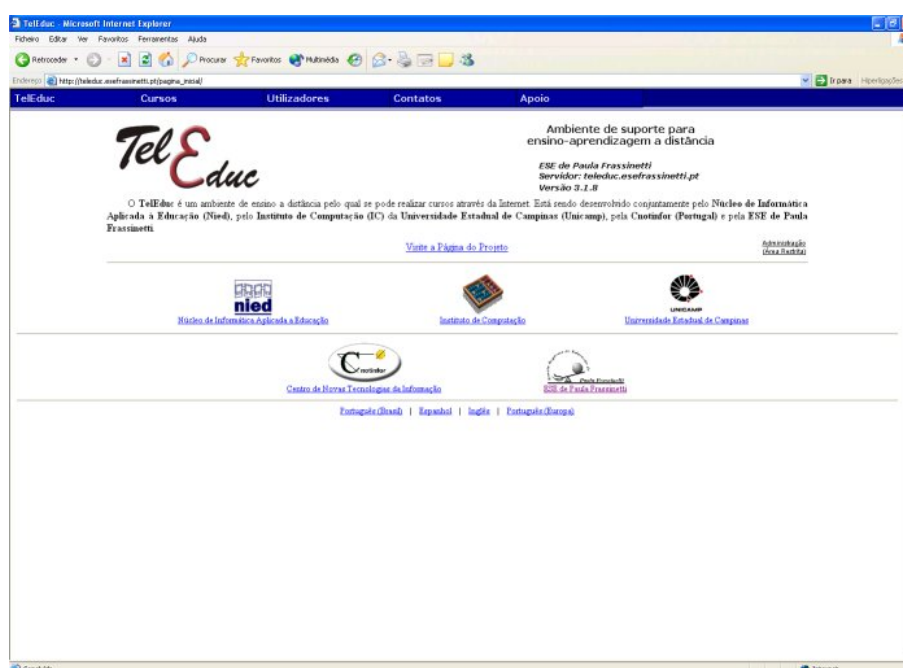 TelEduc - Microsoft Internet Explorer
Ficheiro Editar Ver Favoritos Ferramentas Ajuda
Retroceder Procurar Favoritos Multimédia
Endereço http://teleduc.esefrassinetti.pt/pagina_inicial/ Ir para Hiperligações
TelEduc Cursos Utilizadores Contatos Apoio
TelEduc
Ambiente de suporte para
ensino-aprendizagem a distância
ESE de Paula Frassinetti
Servidor: teleduc.esefrassinetti.pt
Versão 3.1.8
O TelEduc é um ambiente de ensino a distância pelo qual se pode realizar cursos através da Internet. Está sendo desenvolvido conjuntamente pelo Núcleo de Informática
Aplicada à Educação (Nied), pelo Instituto de Computação (IC) da Universidade Estadual de Campinas (Unicamp), pela Cnotinfor (Portugal) e pela ESE de Paula
Frassinetti
Visite a Página do Projeto
Administração
(Área Restrita)
nied
UNICAMP
Núcleo de Informática Aplicada a Educação Instituto de Computação Universidade Estadual de Campinas
Cnotinfor
Paula Frassinetti
Centro de Novas Tecnologias da Informação ESE de Paula Frassinetti
Português (Brasil) | Espanhol | Inglês | Português (Europa)